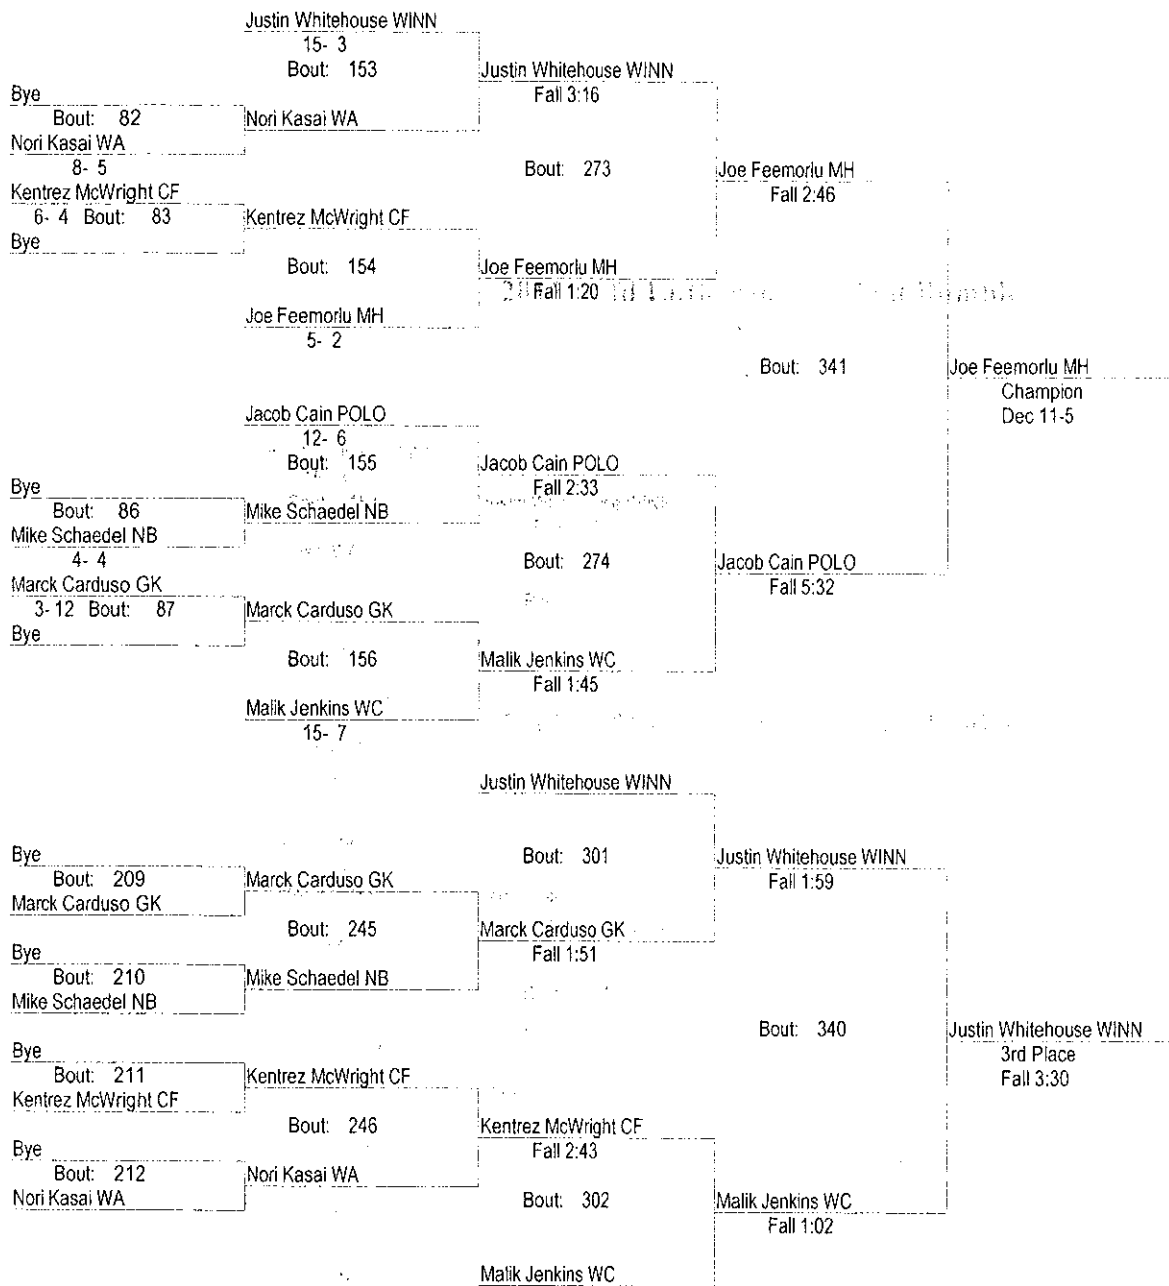 Justin Whitehouse WINN
15- 3
Bout: 153
Justin Whitehouse WINN
Fall 3:16
Bye
Bout: 82
Nori Kasai WA
Nori Kasai WA
8- 5
Bout: 273
Joe Feemorlu MH
Fall 2:46
Kentrez McWright CF
6- 4 Bout: 83
Kentrez McWright CF
Bye
Bout: 154
Joe Feemorlu MH
Fall 1:20
Joe Feemorlu MH
5- 2
Bout: 341
Joe Feemorlu MH
Champion
Dec 11-5
Jacob Cain POLO
12- 6
Bout: 155
Jacob Cain POLO
Fall 2:33
Bye
Bout: 86
Mike Schaedel NB
Mike Schaedel NB
4- 4
Bout: 274
Jacob Cain POLO
Fall 5:32
Marck Carduso GK
3- 12 Bout: 87
Marck Carduso GK
Bye
Bout: 156
Malik Jenkins WC
Fall 1:45
Malik Jenkins WC
15- 7
Justin Whitehouse WINN
Bye
Bout: 209
Marck Carduso GK
Marck Carduso GK
Bout: 301
Justin Whitehouse WINN
Fall 1:59
Bout: 245
Marck Carduso GK
Fall 1:51
Bye
Bout: 210
Mike Schaedel NB
Mike Schaedel NB
Bout: 340
Justin Whitehouse WINN
3rd Place
Fall 3:30
Bye
Bout: 211
Kentrez McWright CF
Kentrez McWright CF
Bout: 246
Kentrez McWright CF
Fall 2:43
Bye
Bout: 212
Nori Kasai WA
Nori Kasai WA
Bout: 302
Malik Jenkins WC
Fall 1:02
Malik Jenkins WC